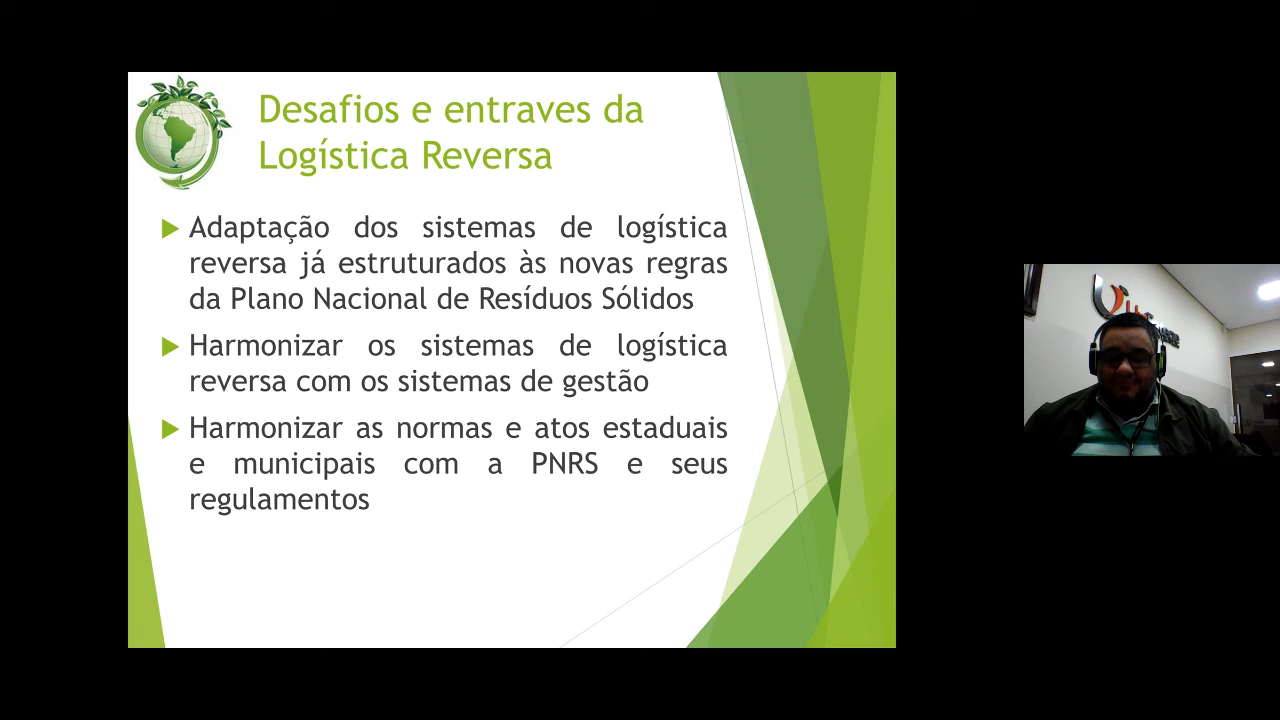 Desafios e entraves da
Logística Reversa
Adaptação dos sistemas de logística
reversa já estruturados às novas regras
da Plano Nacional de Resíduos Sólidos
Harmonizar os sistemas de logística
reversa com os sistemas de gestão
Harmonizar as normas e atos estaduais
e municipais com a PNRS e seus
regulamentos